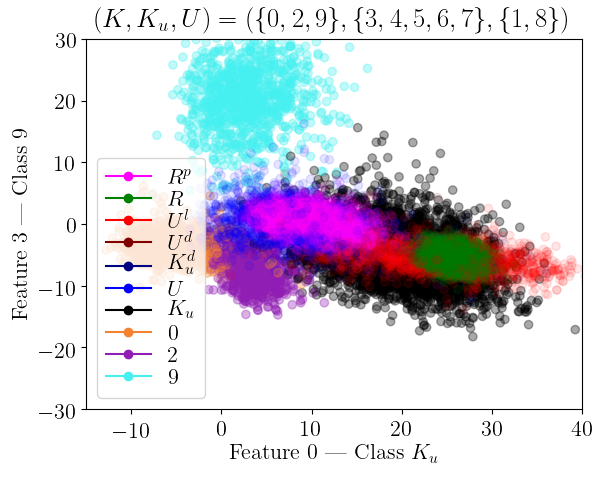 (K, K_u, U) = ({0, 2, 9}, {3, 4, 5, 6, 7}, {1, 8})
Feature 3 — Class 9
30
20
10
0
−10
−20
−30
R^p
R
U^l
U^d
K_u^d
U
K_u
0
2
9
−10 0 10 20 30 40
Feature 0 — Class K_u